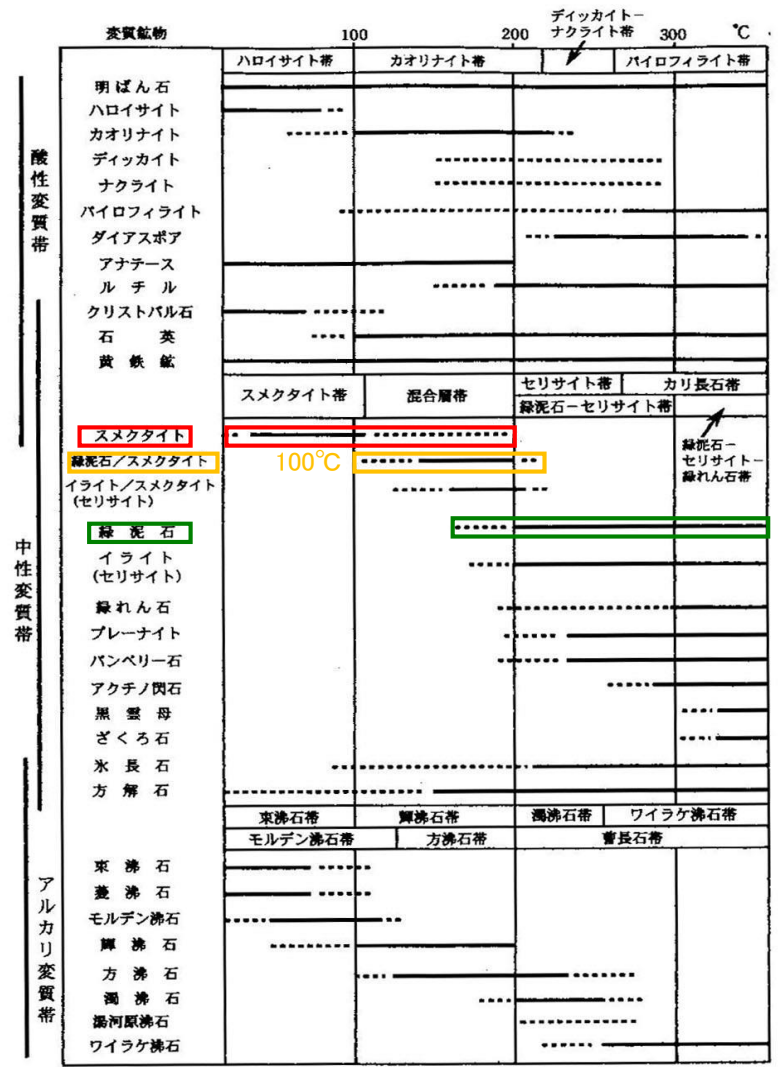 ディッカイト－
ナクライト帯
変質鉱物 100 200 300 ℃
ハロイサイト帯 カオリナイト帯 パイロフィライト帯
酸性変質帯
明ばん石
ハロイサイト
カオリナイト
ディッカイト
ナクライト
パイロフィライト
ダイアスポア
アナテース
ルチル
クリストバル石
石英
黄鉄鉱
スメクタイト帯 混合層帯 セリサイト帯 カリ長石帯
緑泥石－セリサイト帯
緑泥石－
セリサイト－
緑れん石帯
中性変質帯
スメクタイト
緑泥石/スメクタイト 100℃
イライト/スメクタイト
(セリサイト)
緑泥石
イライト
(セリサイト)
緑れん石
プレーナイト
パンペリー石
アクチノ閃石
黒雲母
ざくろ石
氷長石
方解石
束沸石帯 輝沸石帯 濁沸石帯 ワイラケ沸石帯
モルデン沸石帯 方沸石帯 曹長石帯
アルカリ変質帯
束沸石
菱沸石
モルデン沸石
輝沸石
方沸石
濁沸石
湯河原沸石
ワイラケ沸石